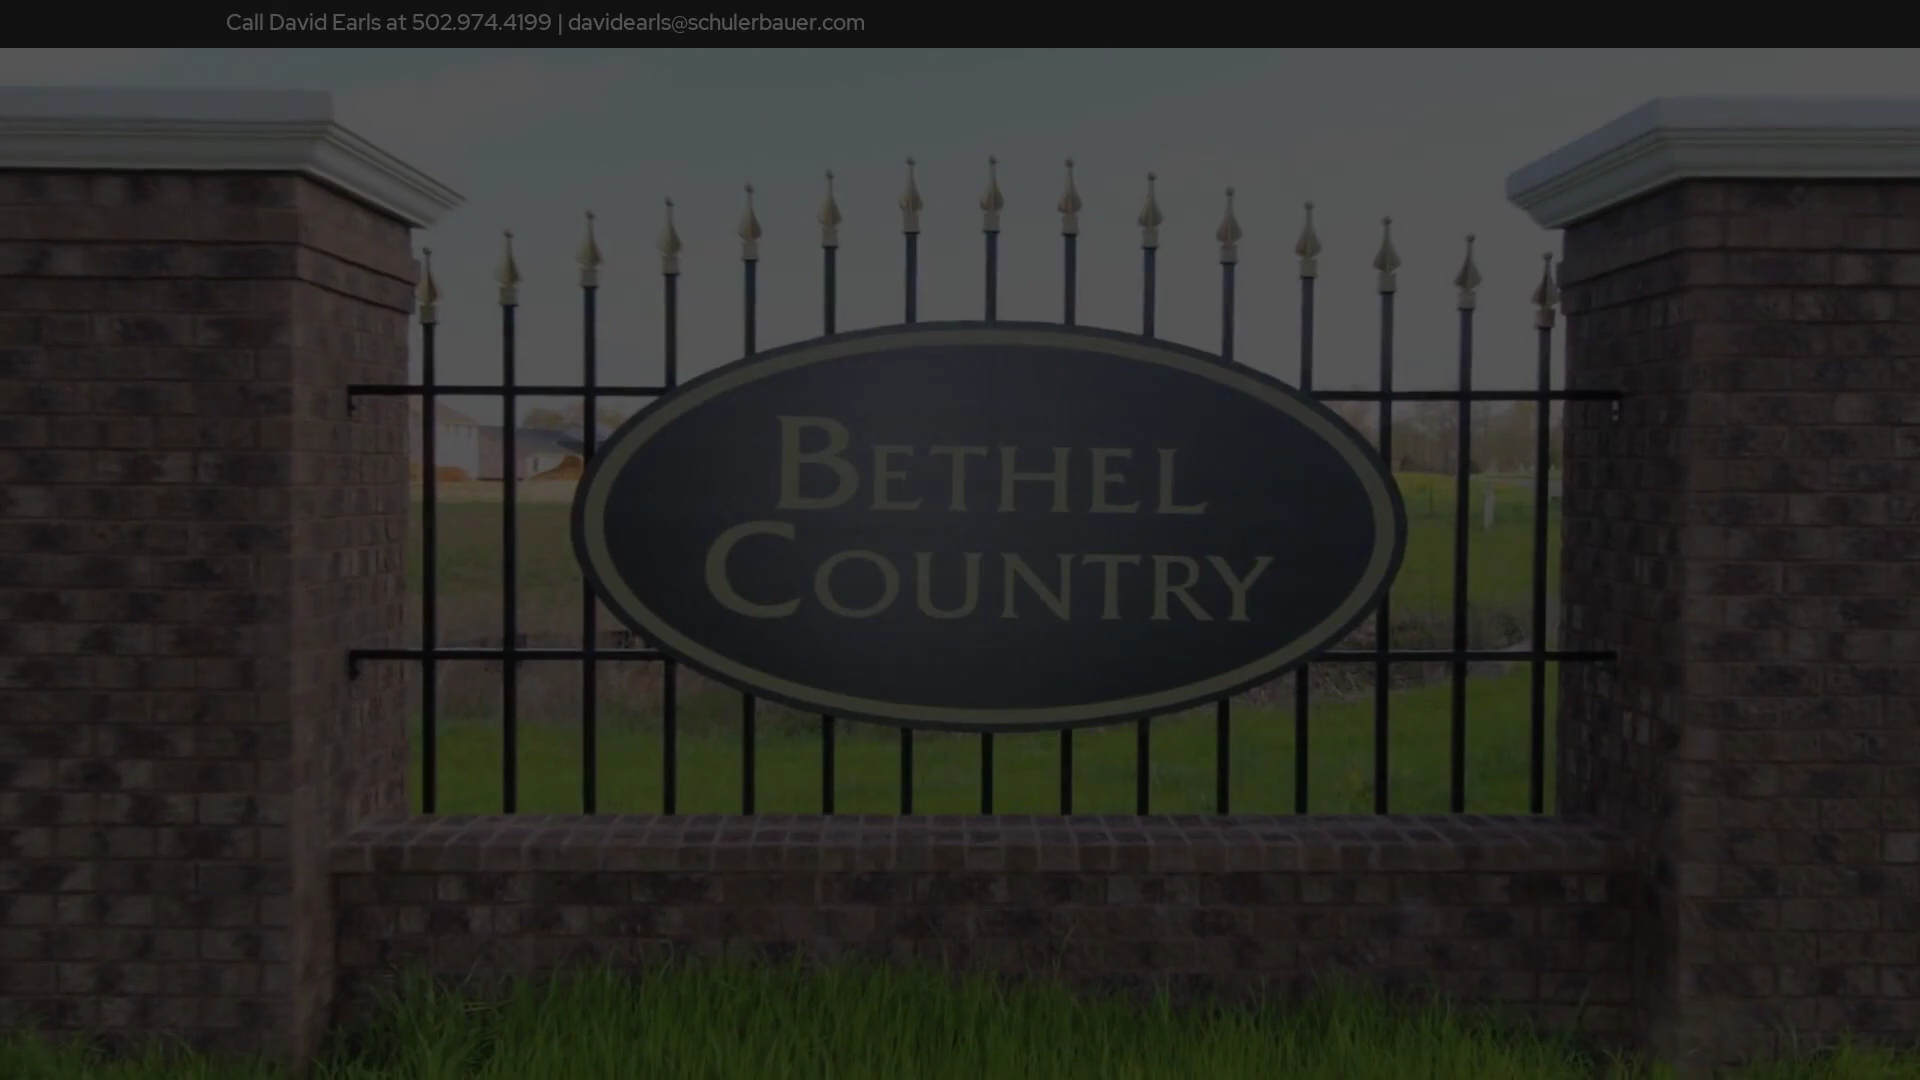 Call David Earls at 502.974.4199 | davidearls@schulerbauer.com
BETHEL
COUNTRY